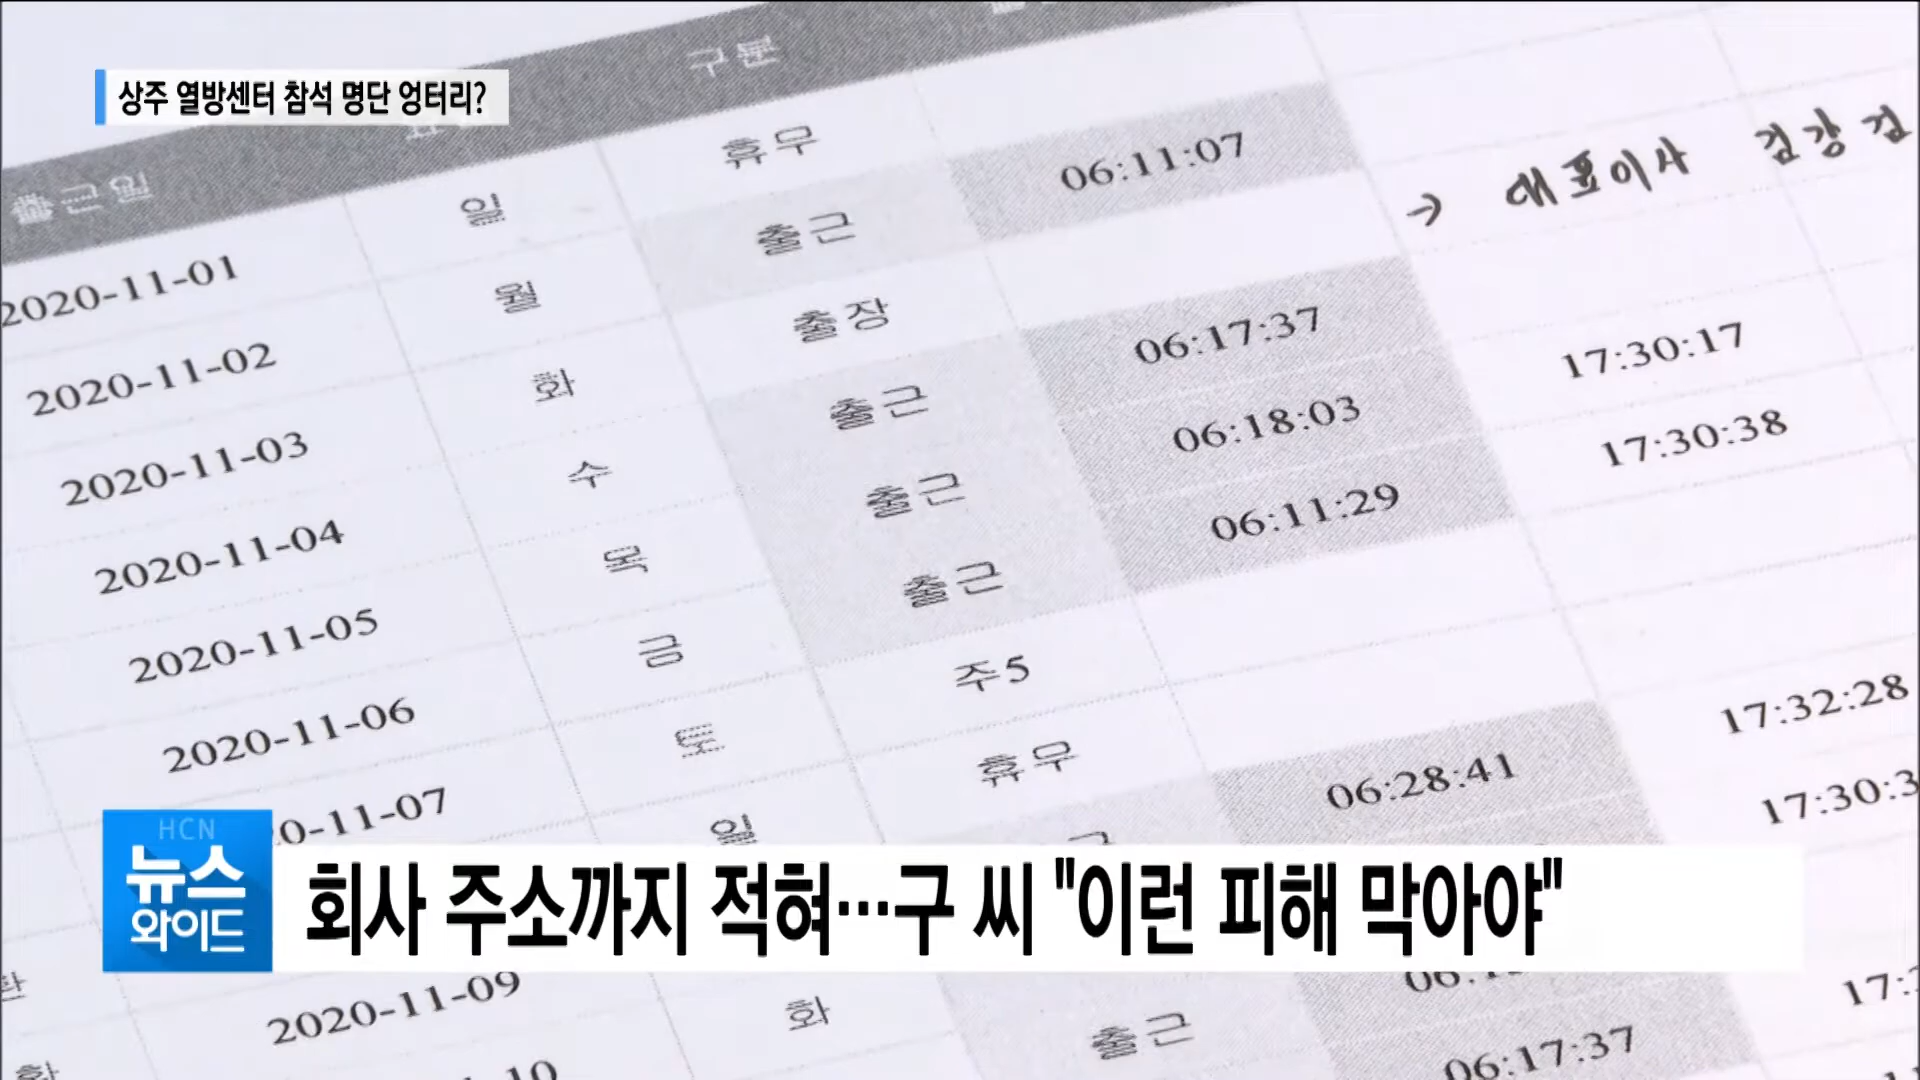 상주 열방센터 참석 명단 엉터리?
출근일 구분
2020-11-01 일 휴무
2020-11-02 월 출근 06:11:07
2020-11-03 화 출장 → 대표이사 검강검
2020-11-04 수 출근 06:17:37 17:30:17
2020-11-05 목 출근 06:18:03 17:30:38
2020-11-06 금 출근 06:11:29
토 주5
0-11-07 일 휴무
06:28:41 17:32:28
17:30:3
HCN
뉴스
와이드
회사 주소까지 적혀…구 씨 "이런 피해 막아야"
2020-11-09 화 출근 06:17:37 17: